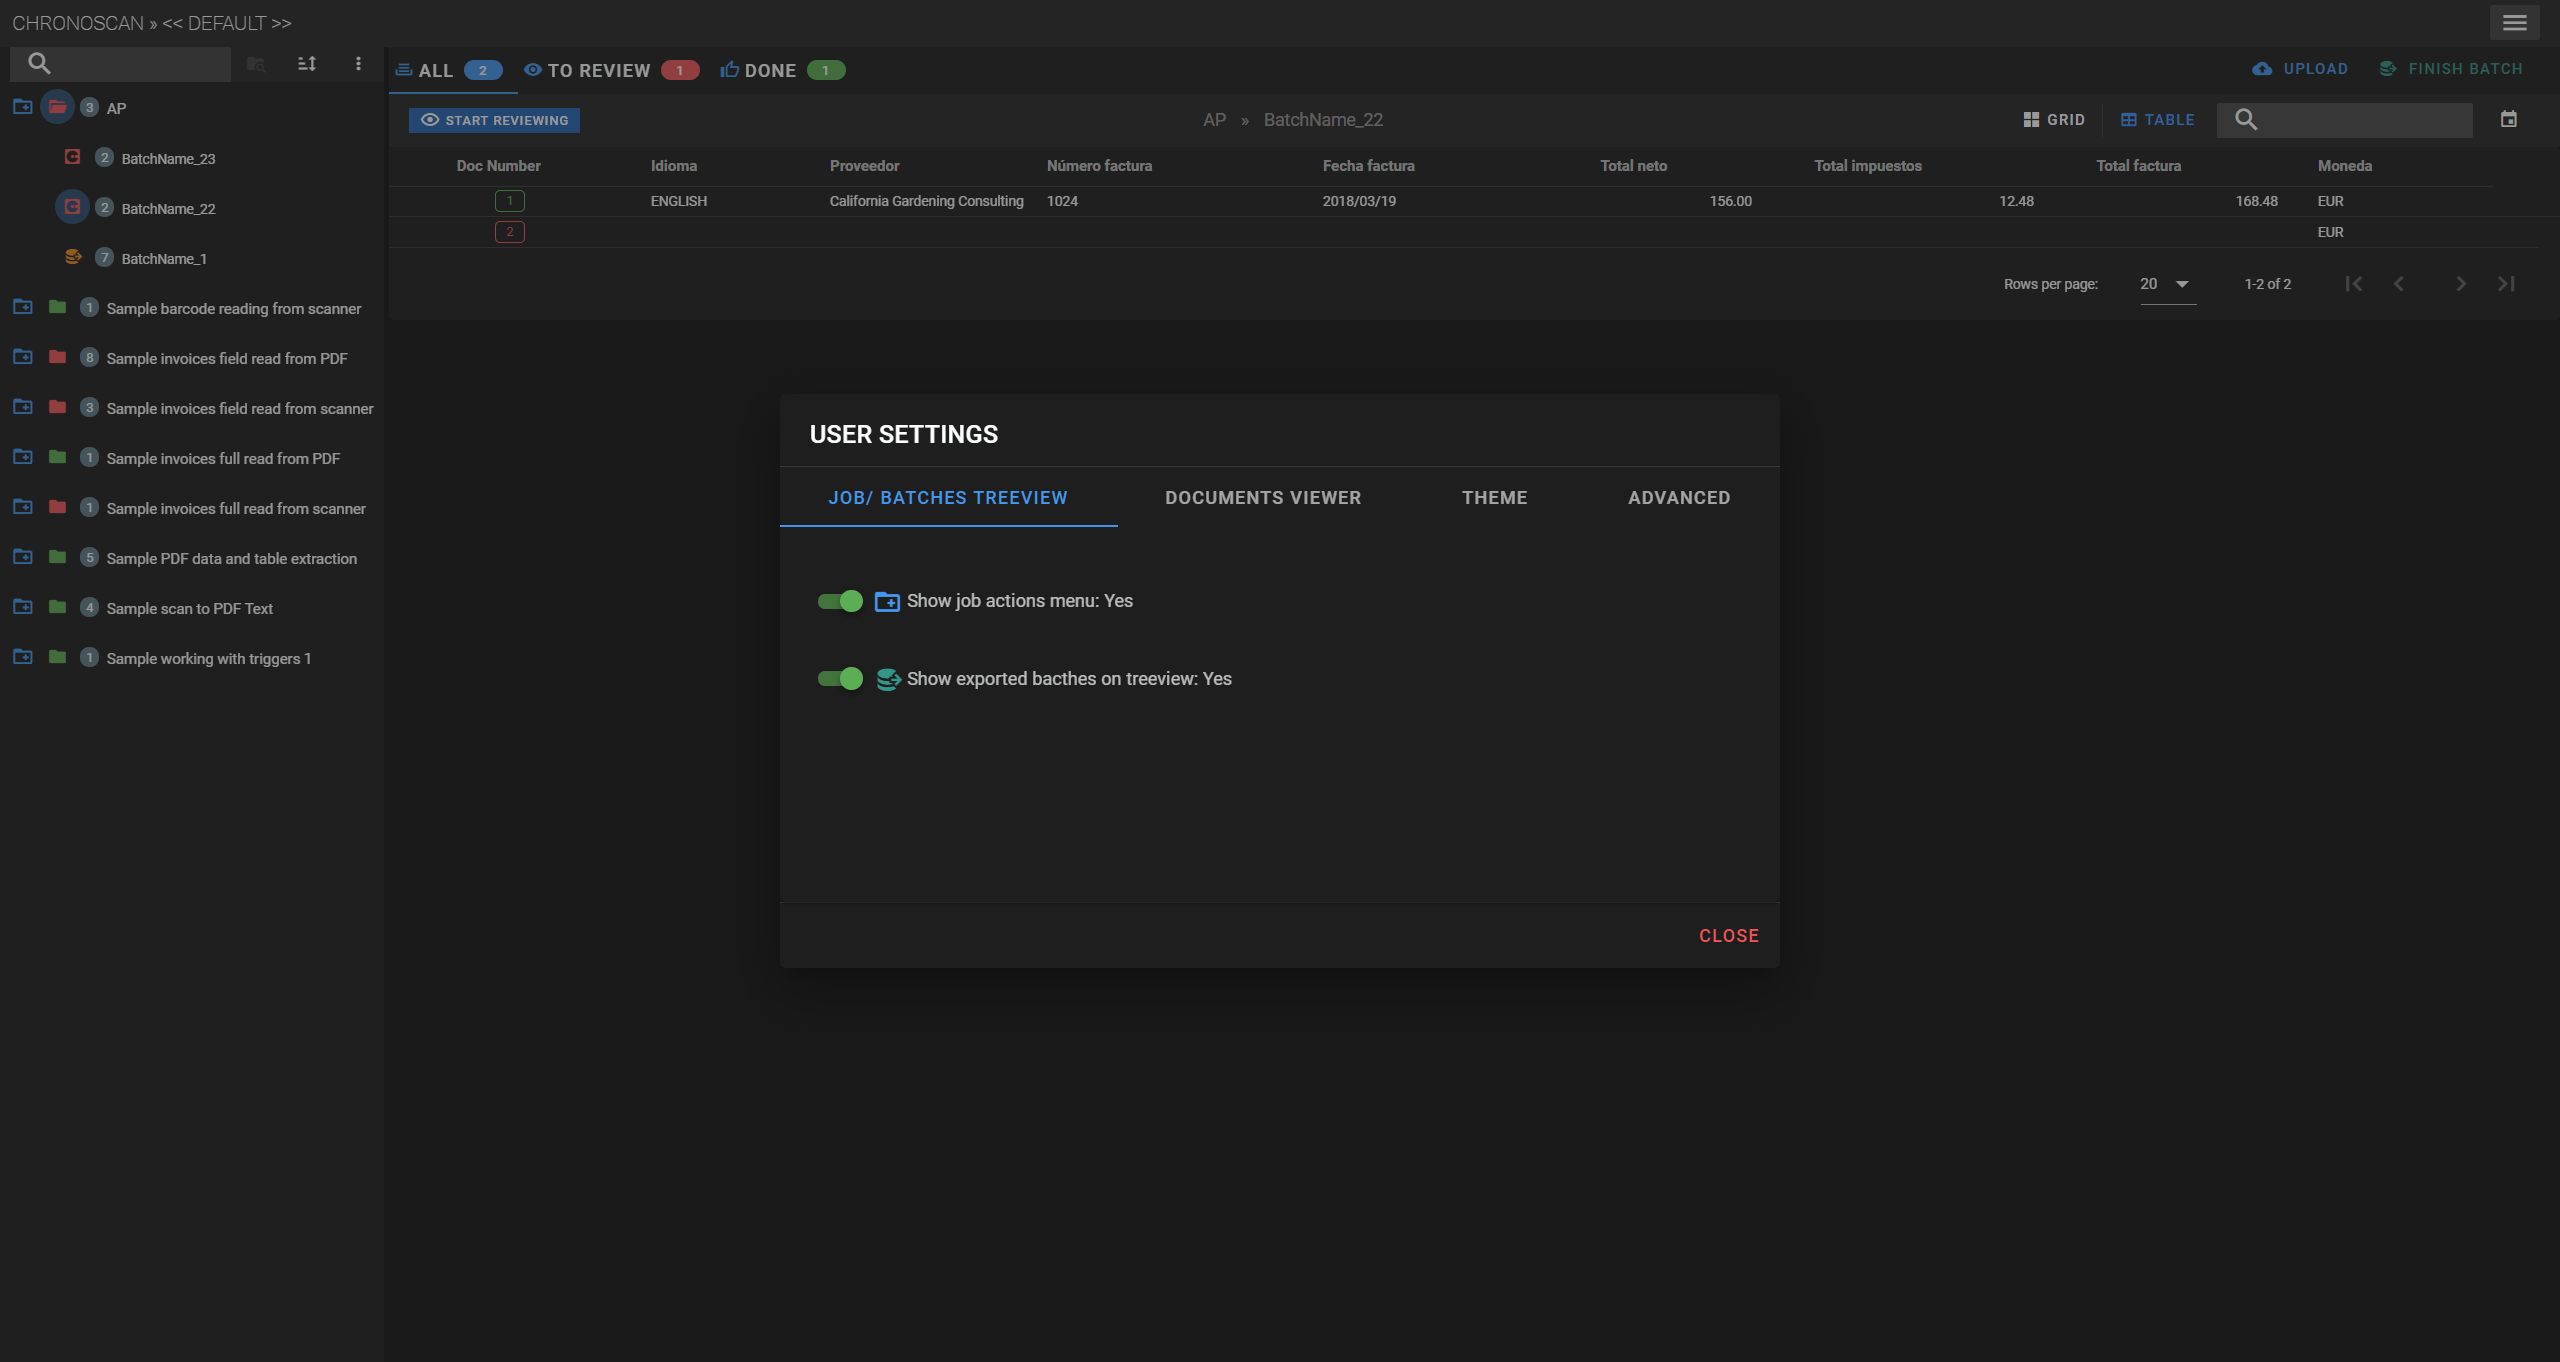 CHRONOSCAN » << DEFAULT >>
ALL 2 TO REVIEW 1 DONE 1 UPLOAD FINISH BATCH
3 AP
2 BatchName_23
2 BatchName_22
7 BatchName_1
1 Sample barcode reading from scanner
8 Sample invoices field read from PDF
3 Sample invoices field read from scanner
1 Sample invoices full read from PDF
1 Sample invoices full read from scanner
5 Sample PDF data and table extraction
4 Sample scan to PDF Text
1 Sample working with triggers 1
START REVIEWING AP » BatchName_22 GRID TABLE
Doc Number Idioma Proveedor Número factura Fecha factura Total neto Total impuestos Total factura Moneda
1 ENGLISH California Gardening Consulting 1024 2018/03/19 156.00 12.48 168.48 EUR
2 EUR
Rows per page: 20 1-2 of 2
USER SETTINGS
JOB/ BATCHES TREEVIEW DOCUMENTS VIEWER THEME ADVANCED
Show job actions menu: Yes
Show exported bacthes on treeview: Yes
CLOSE